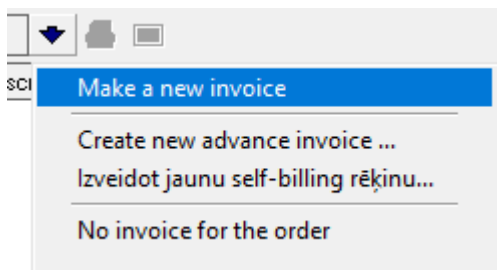 Make a new invoice
Create new advance invoice ...
Izveidot jaunu self-billing rēķinu...
No invoice for the order